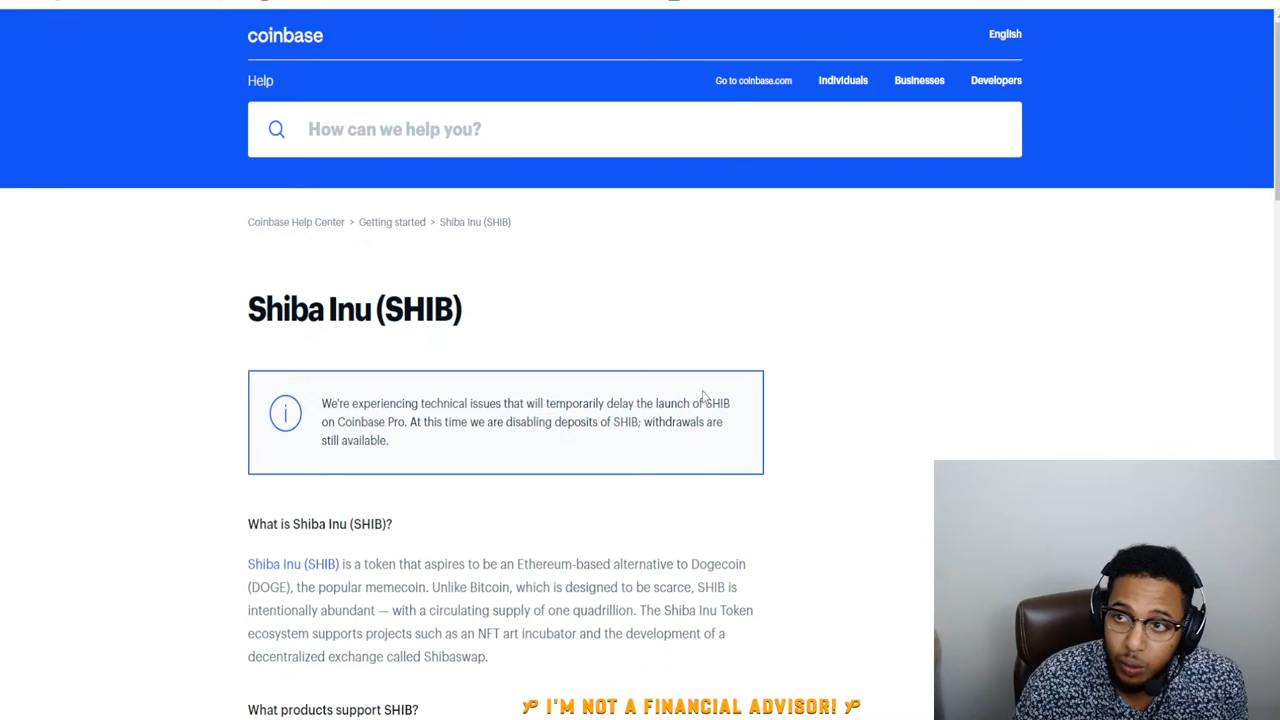 coinbase
English
Help
Go to coinbase.com
Individuals
Businesses
Developers
How can we help you?
Coinbase Help Center > Getting started > Shiba Inu (SHIB)
Shiba Inu (SHIB)
We're experiencing technical issues that will temporarily delay the launch of SHIB
on Coinbase Pro. At this time we are disabling deposits of SHIB; withdrawals are
still available.
What is Shiba Inu (SHIB)?
Shiba Inu (SHIB) is a token that aspires to be an Ethereum-based alternative to Dogecoin
(DOGE), the popular memecoin. Unlike Bitcoin, which is designed to be scarce, SHIB is
intentionally abundant — with a circulating supply of one quadrillion. The Shiba Inu Token
ecosystem supports projects such as an NFT art incubator and the development of a
decentralized exchange called Shibaswap.
What products support SHIB?
I'M NOT A FINANCIAL ADVISOR!